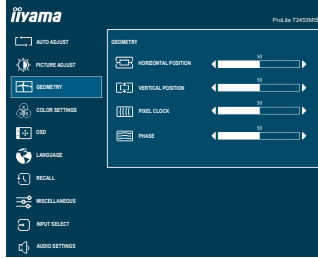 iiyama
ProLite T2453MIS
AUTO ADJUST
PICTURE ADJUST
GEOMETRY
COLOR SETTINGS
OSD
LANGUAGE
RECALL
MISCELLANEOUS
INPUT SELECT
AUDIO SETTINGS
GEOMETRY
50
HORIZONTAL POSITION
50
VERTICAL POSITION
50
PIXEL CLOCK
50
PHASE